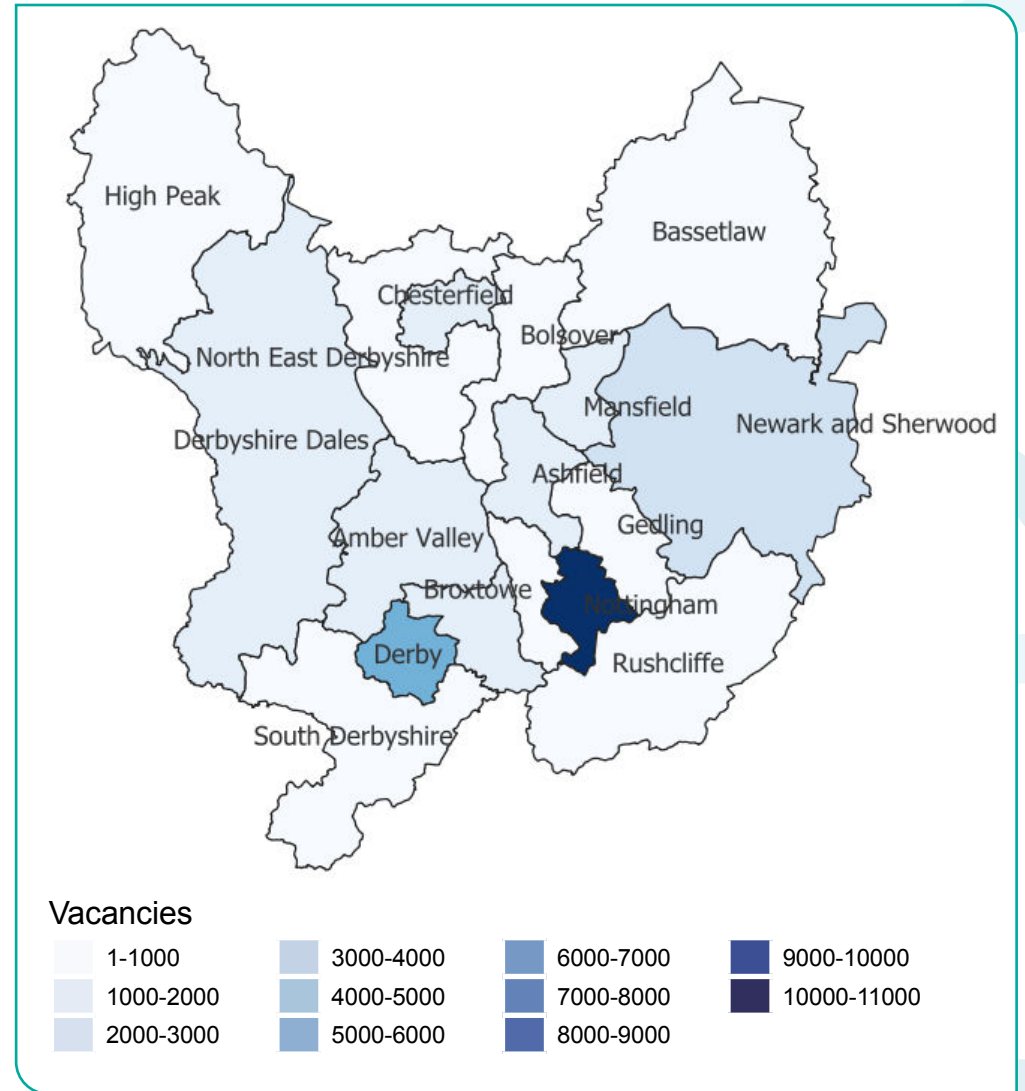 High Peak
Bassetlaw
Chesterfield
Bolsover
North East Derbyshire
Mansfield
Newark and Sherwood
Derbyshire Dales
Ashfield
Gedling
Amber Valley
Broxtowe
Nottingham
Derby
Rushcliffe
South Derbyshire
Vacancies
1-1000
1000-2000
2000-3000
3000-4000
4000-5000
5000-6000
6000-7000
7000-8000
8000-9000
9000-10000
10000-11000